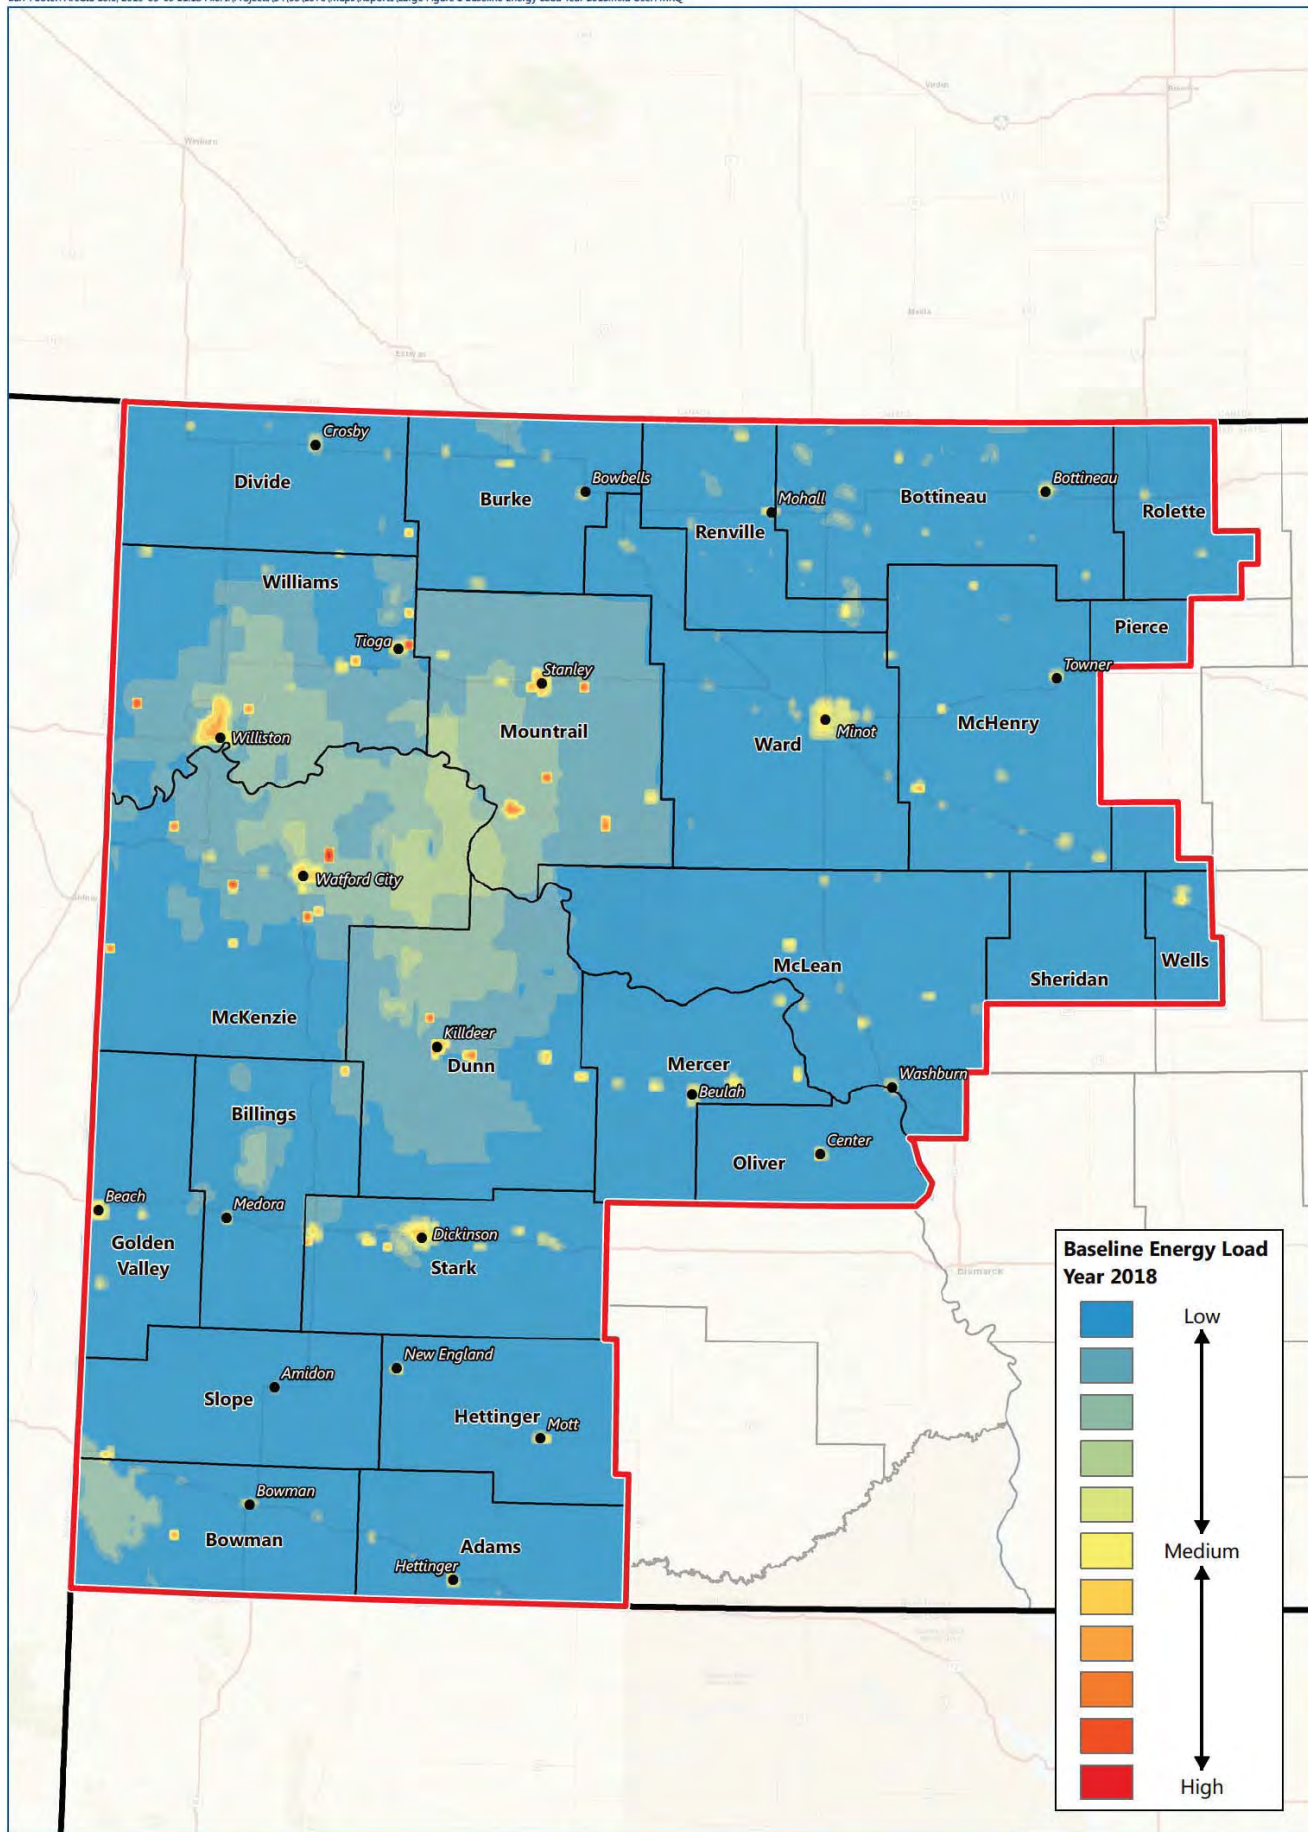 Crosby
Divide
Bowbells
Burke
Mohall
Renville
Bottineau
Bottineau
Rolette
Williams
Tioga
Stanley
Pierce
Towner
Williston
Mountrail
Minot
Ward
McHenry
Watford City
McLean
Sheridan
Wells
McKenzie
Killdeer
Dunn
Mercer
Beulah
Washburn
Billings
Center
Oliver
Beach
Medora
Golden
Valley
Dickinson
Stark
Bismarck
New England
Amidon
Slope
Hettinger
Mott
Bowman
Bowman
Adams
Hettinger
Baseline Energy Load
Year 2018
Low
Medium
High